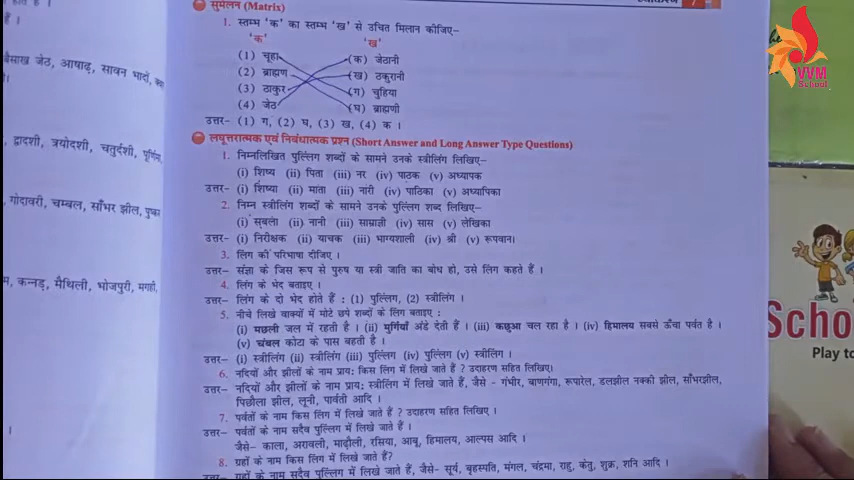 हैं ।
बैसाख जेठ, आषाढ़, सावन भादों,
द्वादशी, त्रयोदशी, चतुर्दशी,
, गोदावरी, चम्बल, साँभर झील,
कन्नड़, मैथिली, भोजपुरी, मगही,
व्याकरण 7
सुमेलन (Matrix)
1. स्तम्भ 'क' का स्तम्भ 'ख' से उचित मिलान कीजिए–
'क' 'ख'
(1) चूहा (क) जेठानी
(2) ब्राह्मण (ख) ठकुरानी
(3) ठाकुर (ग) चुहिया
(4) जेठ (घ) ब्राह्मणी
उत्तर– (1) ग, (2) घ, (3) ख, (4) क ।
लघूत्तरात्मक एवं निबंधात्मक प्रश्न (Short Answer and Long Answer Type Questions)
1. निम्नलिखित पुल्लिग शब्दों के सामने उनके स्त्रीलिंग लिखिए–
(i) शिष्य (ii) पिता (iii) नर (iv) पाठक (v) अध्यापक
उत्तर– (i) शिष्या (ii) माता (iii) नारी (iv) पाठिका (v) अध्यापिका
2. निम्न स्त्रीलिंग शब्दों के सामने उनके पुल्लिग शब्द लिखिए–
(i) सबला (ii) नानी (iii) साम्राज्ञी (iv) सास (v) लेखिका
उत्तर– (i) निरीक्षक (ii) याचक (iii) भाग्यशाली (iv) श्री (v) रूपवान।
3. लिग की परिभाषा दीजिए ।
उत्तर– संज्ञा के जिस रूप से पुरुष या स्त्री जाति का बोध हो, उसे लिंग कहते हैं ।
4. लिंग के भेद बताइए ।
उत्तर– लिंग के दो भेद होते हैं : (1) पुल्लिग, (2) स्त्रीलिंग ।
5. नीचे लिखे वाक्यों में मोटे छपे शब्दों के लिंग बताइए :
(i) मछली जल में रहती है । (ii) मुर्गियाँ अंडे देती हैं । (iii) कछुआ चल रहा है । (iv) हिमालय सबसे ऊँचा पर्वत है ।
(v) चंबल कोटा के पास बहती है ।
उत्तर– (i) स्त्रीलिंग (ii) स्त्रीलिंग (iii) पुल्लिग (iv) पुल्लिग (v) स्त्रीलिंग ।
6. नदियों और झीलों के नाम प्राय: किस लिग में लिखे जाते हैं ? उदाहरण सहित लिखिए।
उत्तर– नदियों और झीलों के नाम प्राय: स्त्रीलिंग में लिखे जाते हैं, जैसे - गंभीर, बाणगंगा, रूपारेल, डलझील नक्की झील, साँभरझील,
पिछौला झील, लूनी, पार्वती आदि ।
7. पर्वतों के नाम किस लिग में लिखे जाते हैं ? उदाहरण सहित लिखिए ।
उत्तर– पर्वतों के नाम सदैव पुल्लिग में लिखे जाते हैं ।
जैसे– काला, अरावली, रसिया, आबू, हिमालय, आल्पस आदि ।
8. ग्रहों के नाम किस लिंग में लिखे जाते हैं?
उत्तर– ग्रहों के नाम सदैव पुल्लिग में लिखे जाते हैं, जैसे– सूर्य, बृहस्पति, मंगल, चंद्रमा, राहु, केतु, शुक्र, शनि आदि ।
VVM
School
Scho
Play to